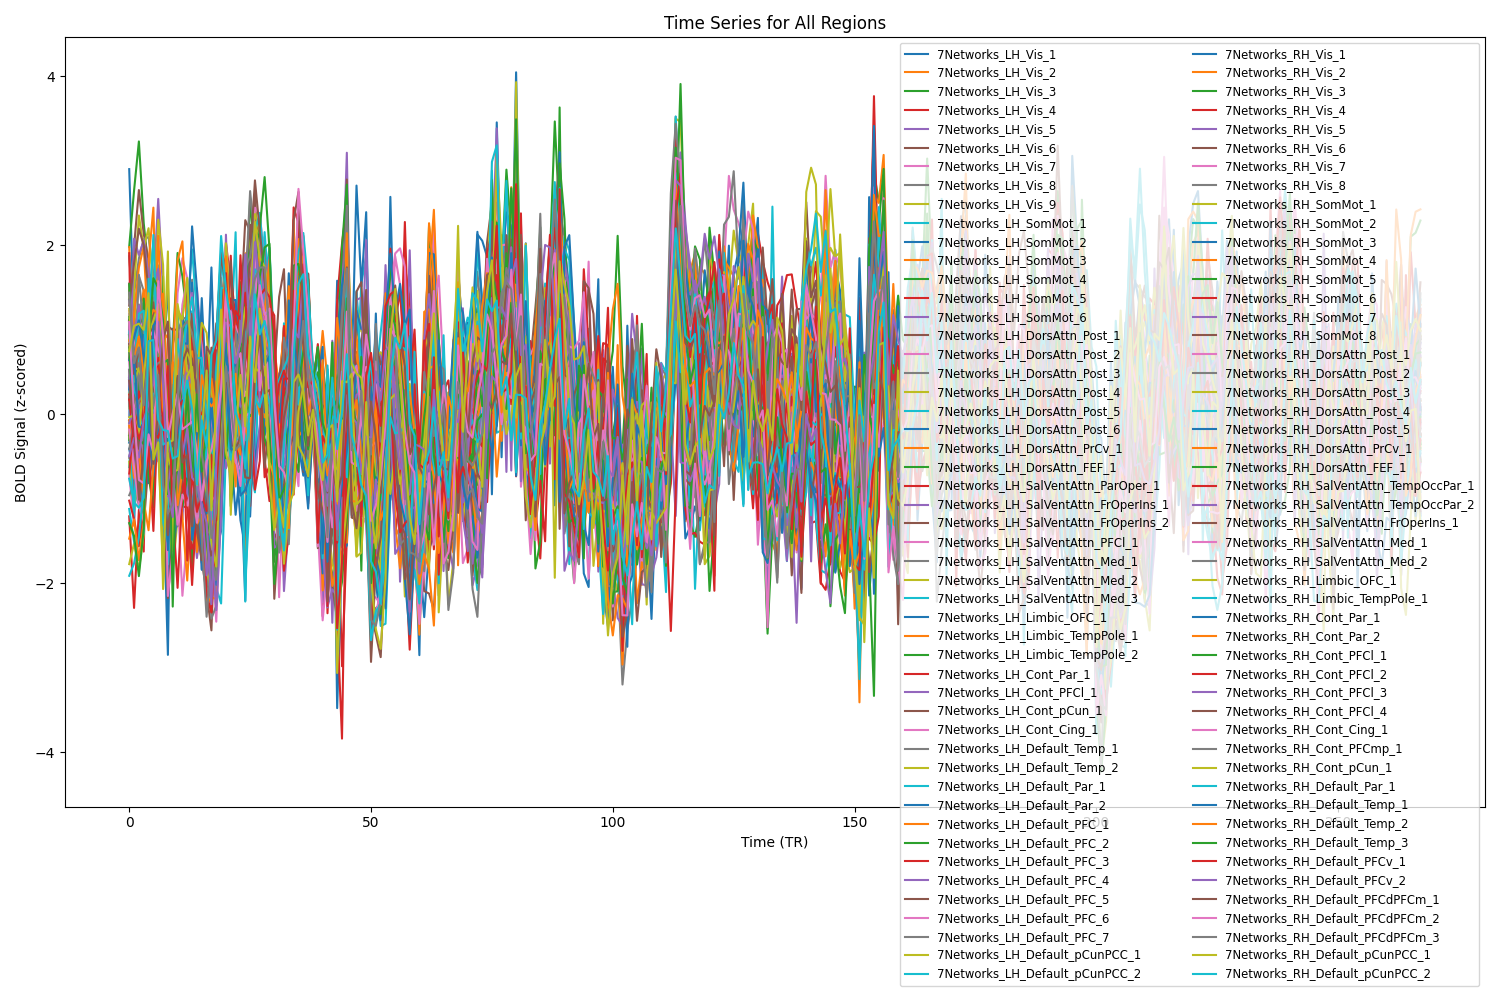 Time Series for All Regions
BOLD Signal (z-scored)
4
2
0
−2
−4
0
50
100
150
200
250
Time (TR)
7Networks_LH_Vis_1
7Networks_LH_Vis_2
7Networks_LH_Vis_3
7Networks_LH_Vis_4
7Networks_LH_Vis_5
7Networks_LH_Vis_6
7Networks_LH_Vis_7
7Networks_LH_Vis_8
7Networks_LH_Vis_9
7Networks_LH_SomMot_1
7Networks_LH_SomMot_2
7Networks_LH_SomMot_3
7Networks_LH_SomMot_4
7Networks_LH_SomMot_5
7Networks_LH_SomMot_6
7Networks_LH_DorsAttn_Post_1
7Networks_LH_DorsAttn_Post_2
7Networks_LH_DorsAttn_Post_3
7Networks_LH_DorsAttn_Post_4
7Networks_LH_DorsAttn_Post_5
7Networks_LH_DorsAttn_Post_6
7Networks_LH_DorsAttn_PrCv_1
7Networks_LH_DorsAttn_FEF_1
7Networks_LH_SalVentAttn_ParOper_1
7Networks_LH_SalVentAttn_FrOperIns_1
7Networks_LH_SalVentAttn_FrOperIns_2
7Networks_LH_SalVentAttn_PFCl_1
7Networks_LH_SalVentAttn_Med_1
7Networks_LH_SalVentAttn_Med_2
7Networks_LH_SalVentAttn_Med_3
7Networks_LH_Limbic_OFC_1
7Networks_LH_Limbic_TempPole_1
7Networks_LH_Limbic_TempPole_2
7Networks_LH_Cont_Par_1
7Networks_LH_Cont_PFCl_1
7Networks_LH_Cont_pCun_1
7Networks_LH_Cont_Cing_1
7Networks_LH_Default_Temp_1
7Networks_LH_Default_Temp_2
7Networks_LH_Default_Par_1
7Networks_LH_Default_Par_2
7Networks_LH_Default_PFC_1
7Networks_LH_Default_PFC_2
7Networks_LH_Default_PFC_3
7Networks_LH_Default_PFC_4
7Networks_LH_Default_PFC_5
7Networks_LH_Default_PFC_6
7Networks_LH_Default_PFC_7
7Networks_LH_Default_pCunPCC_1
7Networks_LH_Default_pCunPCC_2
7Networks_RH_Vis_1
7Networks_RH_Vis_2
7Networks_RH_Vis_3
7Networks_RH_Vis_4
7Networks_RH_Vis_5
7Networks_RH_Vis_6
7Networks_RH_Vis_7
7Networks_RH_Vis_8
7Networks_RH_SomMot_1
7Networks_RH_SomMot_2
7Networks_RH_SomMot_3
7Networks_RH_SomMot_4
7Networks_RH_SomMot_5
7Networks_RH_SomMot_6
7Networks_RH_SomMot_7
7Networks_RH_SomMot_8
7Networks_RH_DorsAttn_Post_1
7Networks_RH_DorsAttn_Post_2
7Networks_RH_DorsAttn_Post_3
7Networks_RH_DorsAttn_Post_4
7Networks_RH_DorsAttn_Post_5
7Networks_RH_DorsAttn_PrCv_1
7Networks_RH_DorsAttn_FEF_1
7Networks_RH_SalVentAttn_TempOccPar_1
7Networks_RH_SalVentAttn_TempOccPar_2
7Networks_RH_SalVentAttn_FrOperIns_1
7Networks_RH_SalVentAttn_Med_1
7Networks_RH_SalVentAttn_Med_2
7Networks_RH_Limbic_OFC_1
7Networks_RH_Limbic_TempPole_1
7Networks_RH_Cont_Par_1
7Networks_RH_Cont_Par_2
7Networks_RH_Cont_PFCl_1
7Networks_RH_Cont_PFCl_2
7Networks_RH_Cont_PFCl_3
7Networks_RH_Cont_PFCl_4
7Networks_RH_Cont_Cing_1
7Networks_RH_Cont_PFCmp_1
7Networks_RH_Cont_pCun_1
7Networks_RH_Default_Par_1
7Networks_RH_Default_Temp_1
7Networks_RH_Default_Temp_2
7Networks_RH_Default_Temp_3
7Networks_RH_Default_PFCv_1
7Networks_RH_Default_PFCv_2
7Networks_RH_Default_PFCdPFCm_1
7Networks_RH_Default_PFCdPFCm_2
7Networks_RH_Default_PFCdPFCm_3
7Networks_RH_Default_pCunPCC_1
7Networks_RH_Default_pCunPCC_2